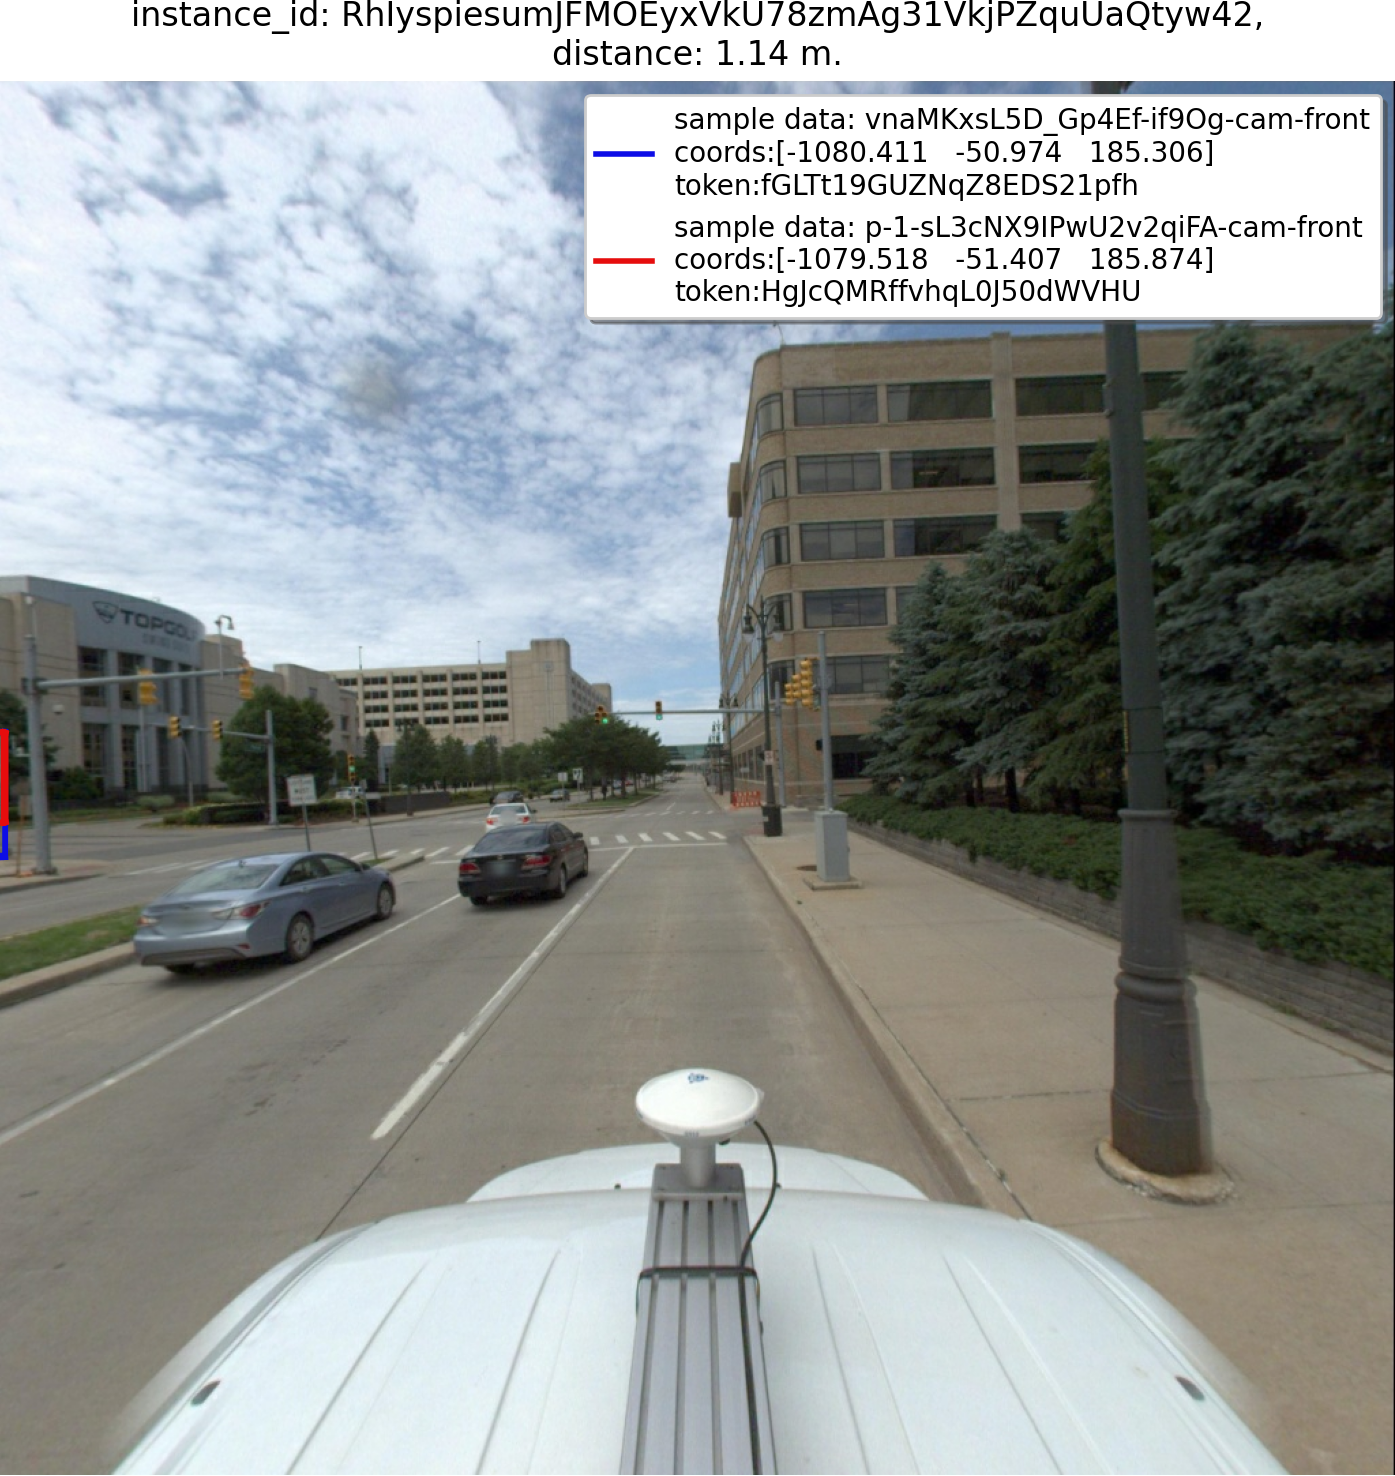 instance_id: RhIyspiesumJFMOEyxVkU78zmAg31VkjPZquUaQtyw42,
distance: 1.14 m.
sample data: vnaMKxsL5D_Gp4Ef-if9Og-cam-front
coords:[-1080.411 -50.974 185.306]
token:fGLTt19GUZNqZ8EDS21pfh
sample data: p-1-sL3cNX9IPwU2v2qiFA-cam-front
coords:[-1079.518 -51.407 185.874]
token:HgJcQMRffvhqL0J50dWVHU
TOPGOLF